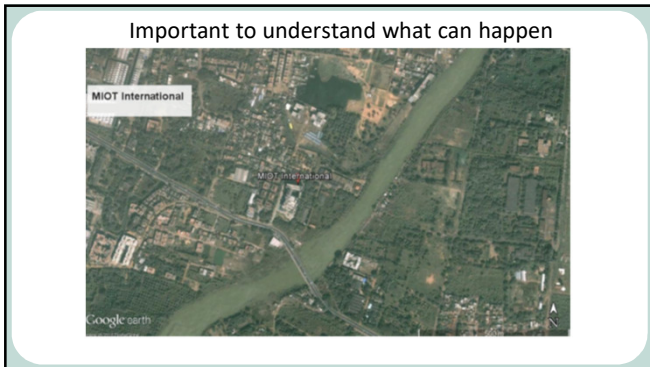 Important to understand what can happen
MIOT International
MIOT International
Google earth